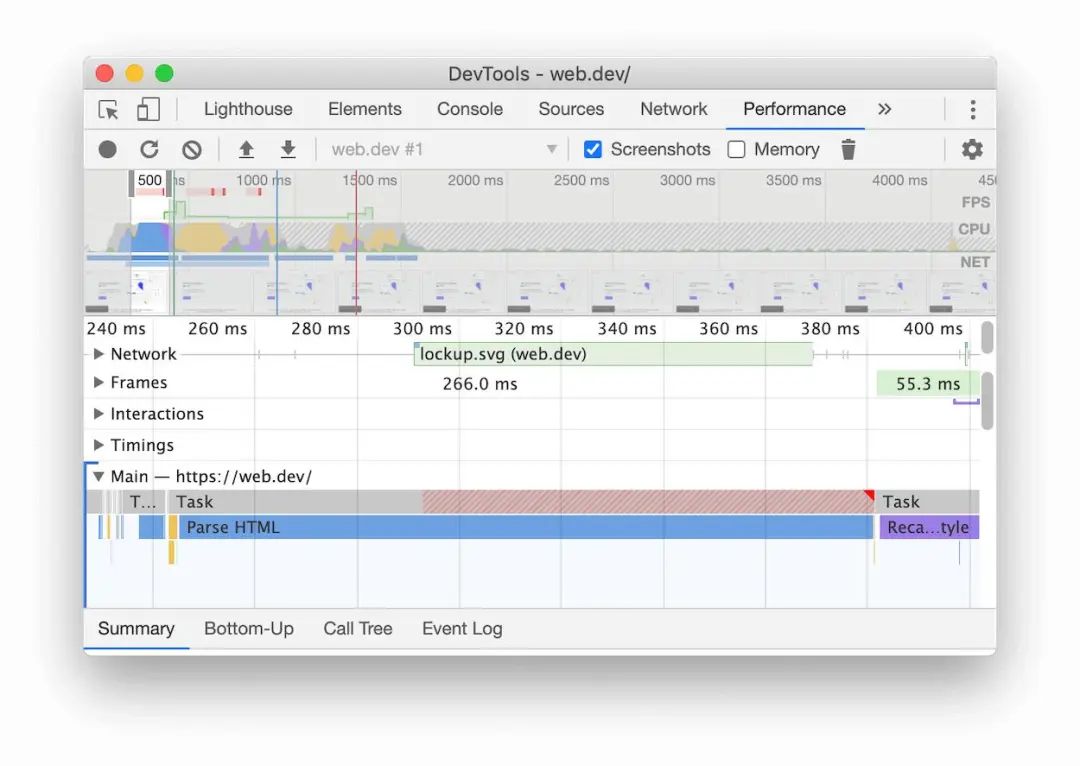 DevTools - web.dev/
Lighthouse Elements Console Sources Network Performance »
web.dev #1 Screenshots Memory
500 ms 1000 ms 1500 ms 2000 ms 2500 ms 3000 ms 3500 ms 4000 ms 450
FPS
CPU
NET
240 ms 260 ms 280 ms 300 ms 320 ms 340 ms 360 ms 380 ms 400 ms
Network lockup.svg (web.dev)
Frames 266.0 ms 55.3 ms
Interactions
Timings
Main — https://web.dev/
T... Task Task
Parse HTML Reca...tyle
Summary Bottom-Up Call Tree Event Log